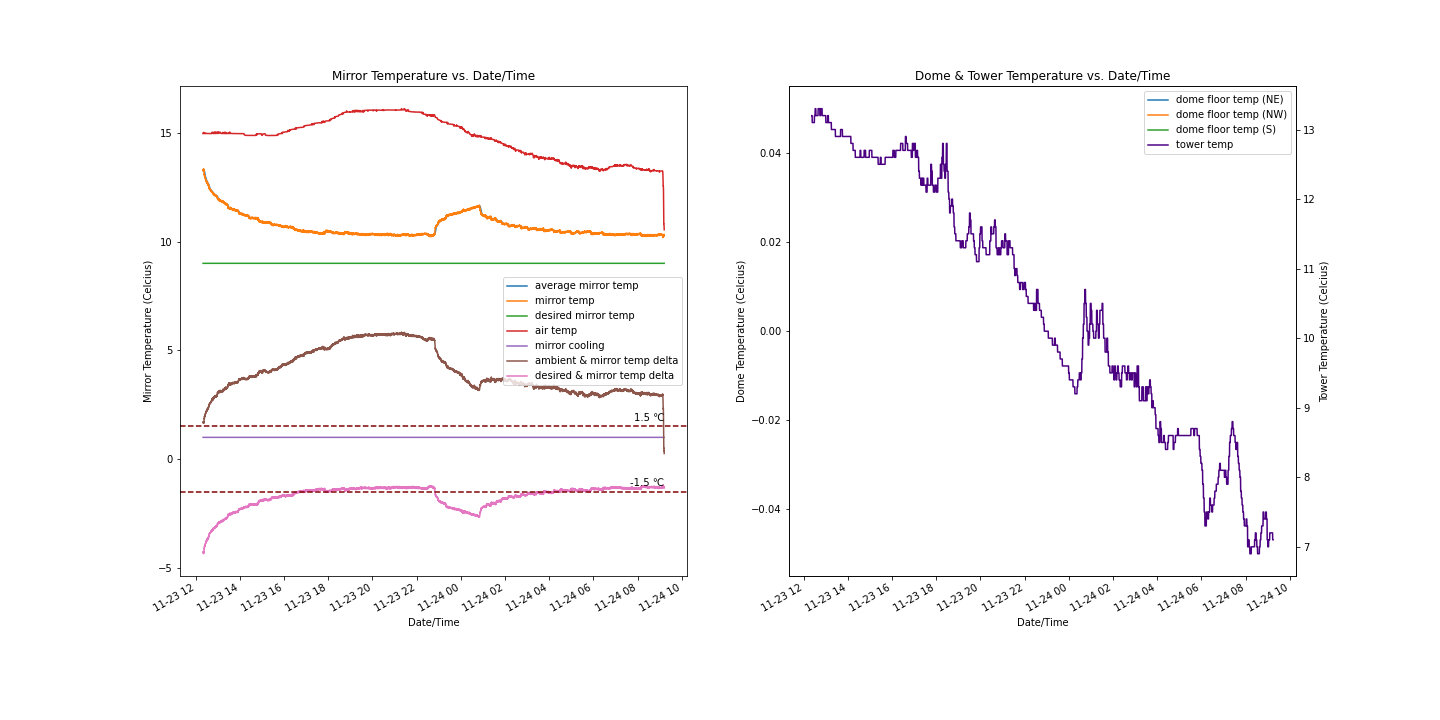 Mirror Temperature vs. Date/Time
Mirror Temperature (Celcius)
15
10
5
0
−5
average mirror temp
mirror temp
desired mirror temp
air temp
mirror cooling
ambient & mirror temp delta
desired & mirror temp delta
1.5 °C
-1.5 °C
11-23 12
11-23 14
11-23 16
11-23 18
11-23 20
11-23 22
11-24 00
11-24 02
11-24 04
11-24 06
11-24 08
11-24 10
Date/Time
Dome & Tower Temperature vs. Date/Time
Dome Temperature (Celcius)
0.04
0.02
0.00
−0.02
−0.04
dome floor temp (NE)
dome floor temp (NW)
dome floor temp (S)
tower temp
13
12
11
10
9
8
7
Tower Temperature (Celcius)
11-23 12
11-23 14
11-23 16
11-23 18
11-23 20
11-23 22
11-24 00
11-24 02
11-24 04
11-24 06
11-24 08
11-24 10
Date/Time